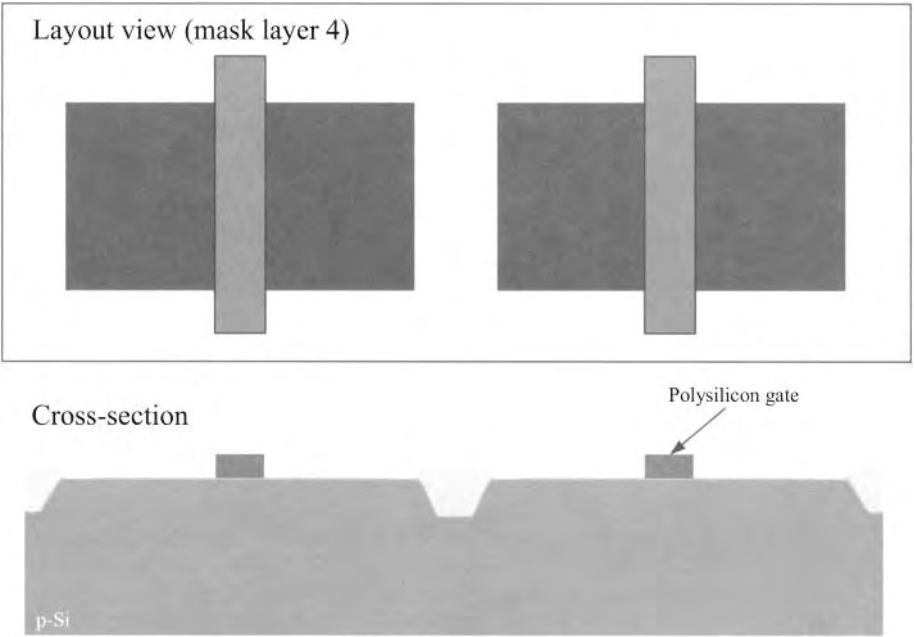 Layout view (mask layer 4)
Cross-section
Polysilicon gate
p-Si